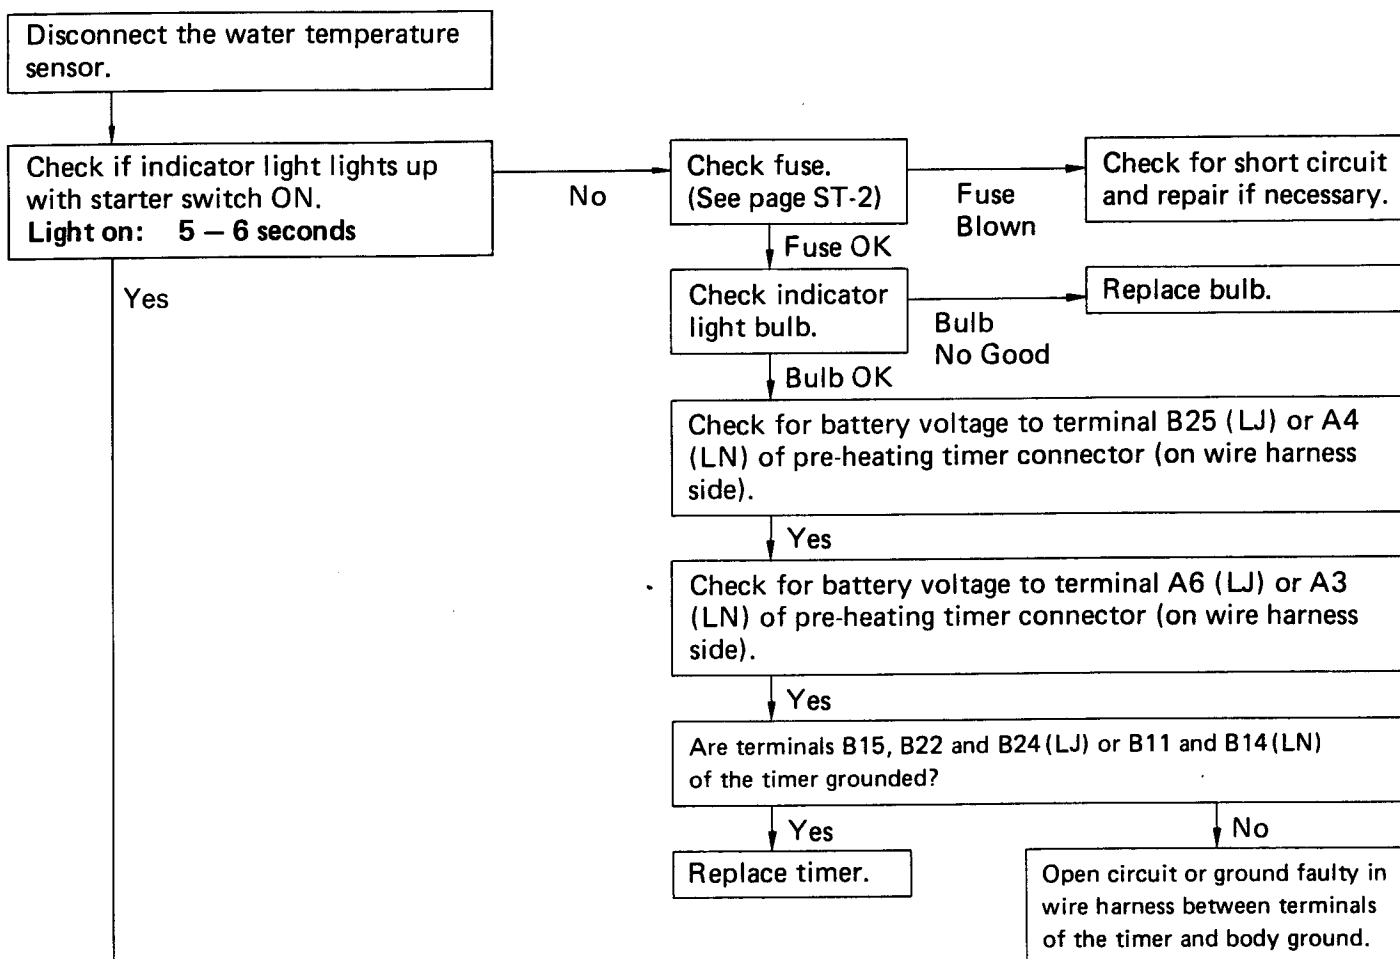 Disconnect the water temperature
sensor.
Check if indicator light lights up
with starter switch ON.
Light on: 5 – 6 seconds
No
Yes
Check fuse.
(See page ST-2)
Fuse
Blown
Check for short circuit
and repair if necessary.
Fuse OK
Check indicator
light bulb.
Bulb
No Good
Replace bulb.
Bulb OK
Check for battery voltage to terminal B25 (LJ) or A4
(LN) of pre-heating timer connector (on wire harness
side).
Yes
Check for battery voltage to terminal A6 (LJ) or A3
(LN) of pre-heating timer connector (on wire harness
side).
Yes
Are terminals B15, B22 and B24(LJ) or B11 and B14(LN)
of the timer grounded?
Yes
No
Replace timer.
Open circuit or ground faulty in
wire harness between terminals
of the timer and body ground.